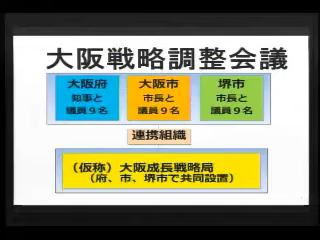 大阪戦略調整会議
大阪府
知事と
議員9名
大阪市
市長と
議員9名
堺市
市長と
議員9名
連携組織
（仮称）大阪成長戦略局
（府、市、堺市で共同設置）